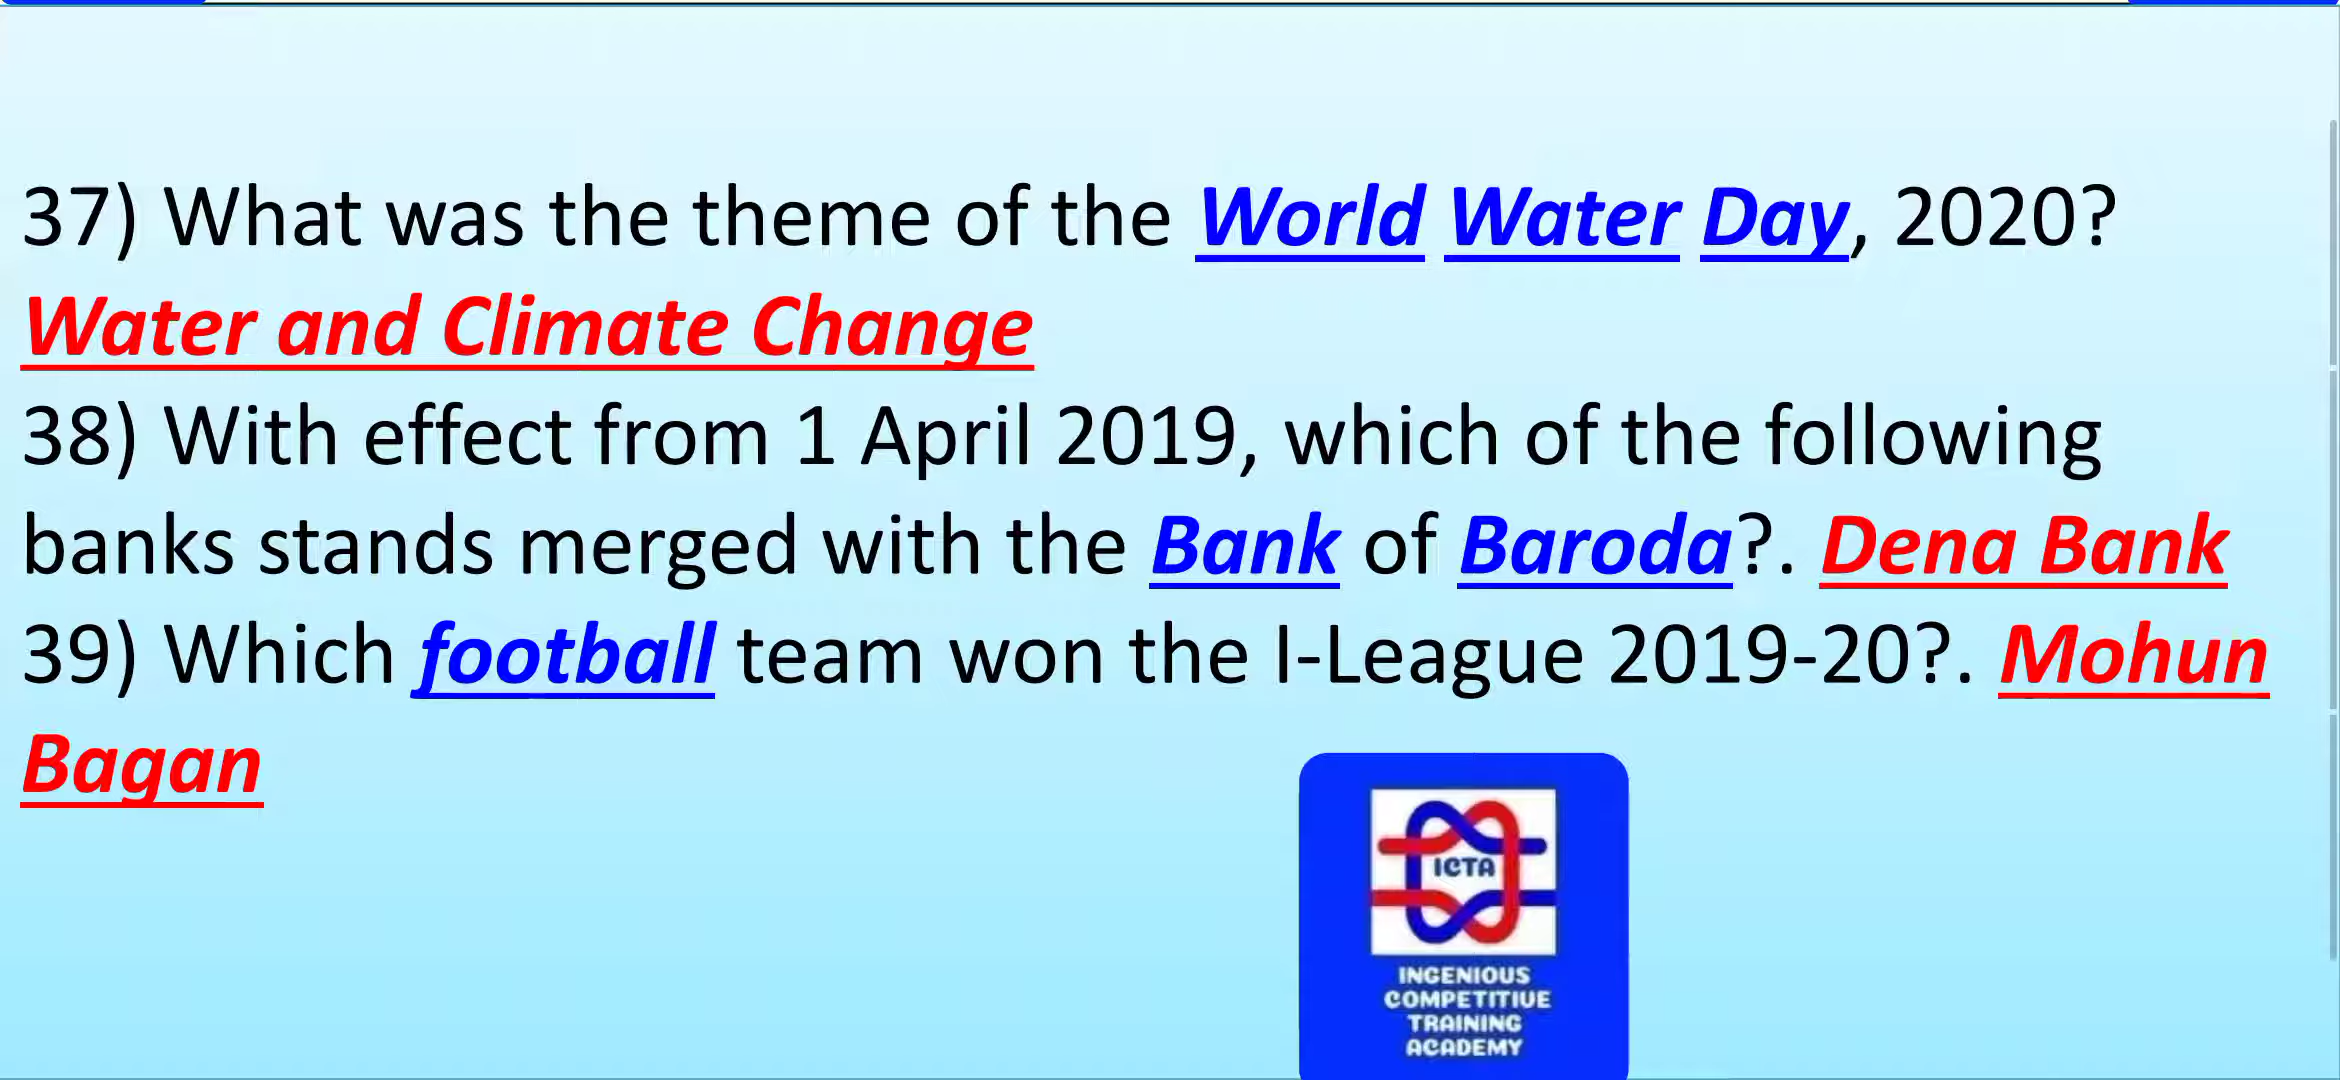 37) What was the theme of the World Water Day, 2020?
Water and Climate Change
38) With effect from 1 April 2019, which of the following
banks stands merged with the Bank of Baroda?. Dena Bank
39) Which football team won the I-League 2019-20?. Mohun
Bagan
ICTA
INGENIOUS
COMPETITIVE
TRAINING
ACADEMY